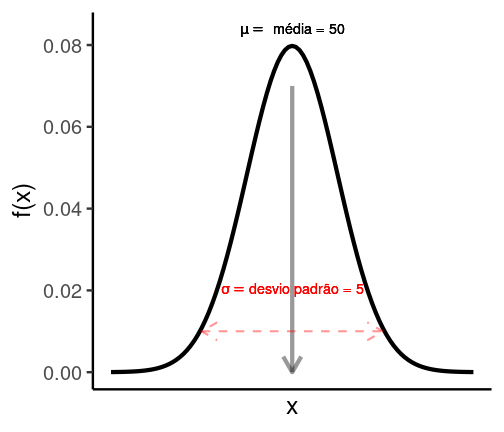 μ = média = 50
0.08
0.06
0.04
0.02
0.00
f(x)
σ = desvio padrão = 5
x